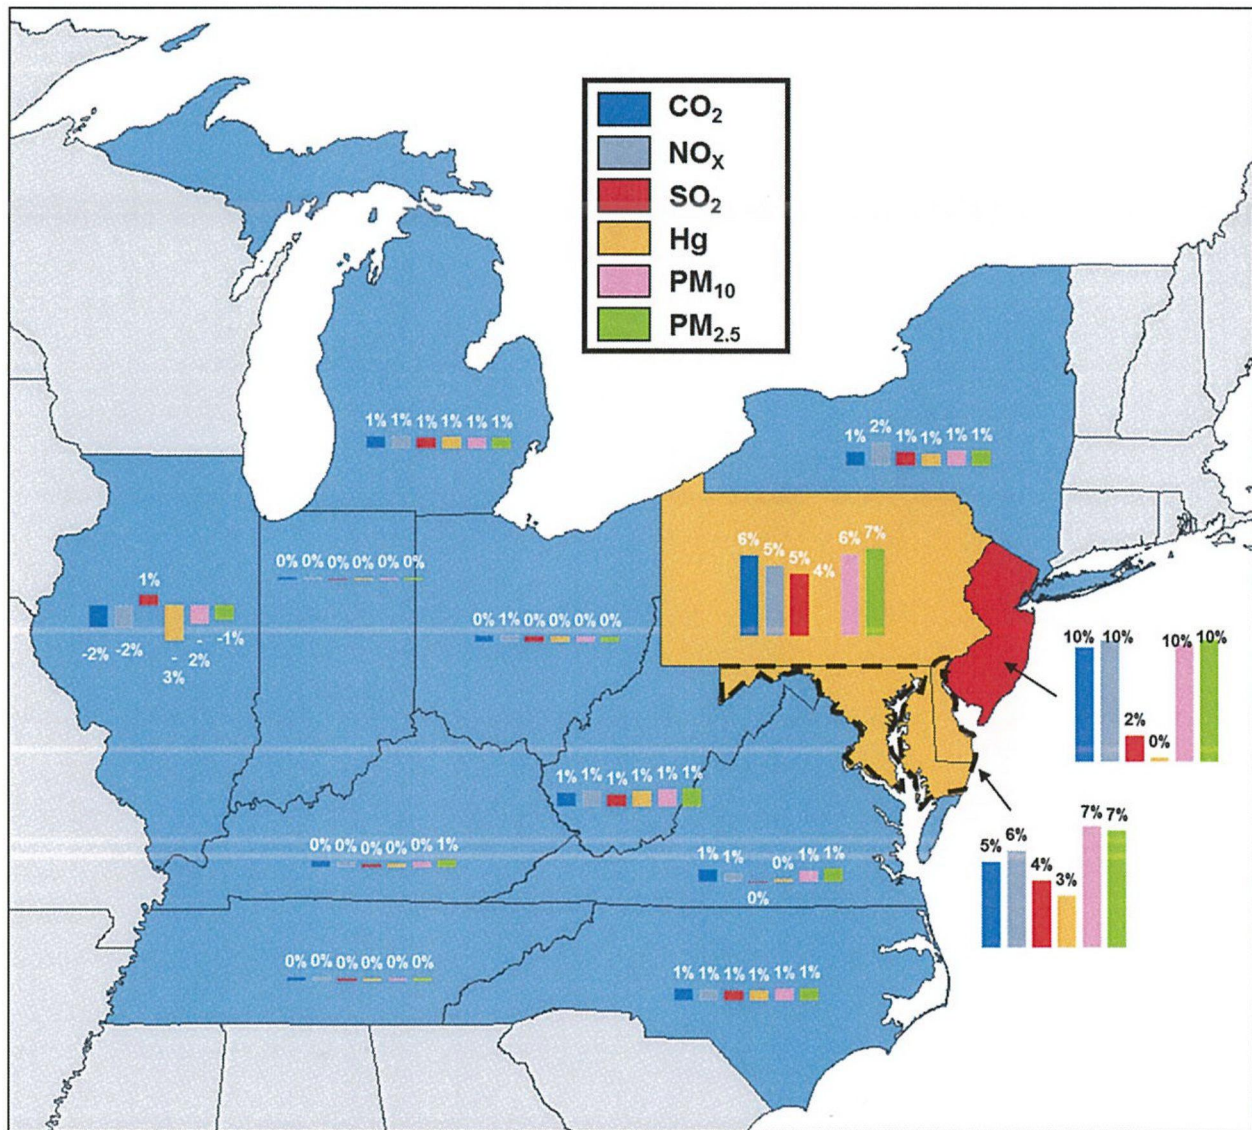 CO₂
NOₓ
SO₂
Hg
PM₁₀
PM₂.₅
1% 1% 1% 1% 1% 1%
1% 2% 1% 1% 1% 1%
6% 5% 5% 4% 6% 7%
0% 0% 0% 0% 0% 0%
1%
-2% -2% - 3% - 2% -1%
0% 1% 0% 0% 0% 0%
10% 10% 2% 0% 10% 10%
1% 1% 1% 1% 1% 1%
5% 6% 4% 3% 7% 7%
0% 0% 0% 0% 0% 1%
1% 1% 0% 1% 1%
0%
0% 0% 0% 0% 0% 0%
1% 1% 1% 1% 1% 1%